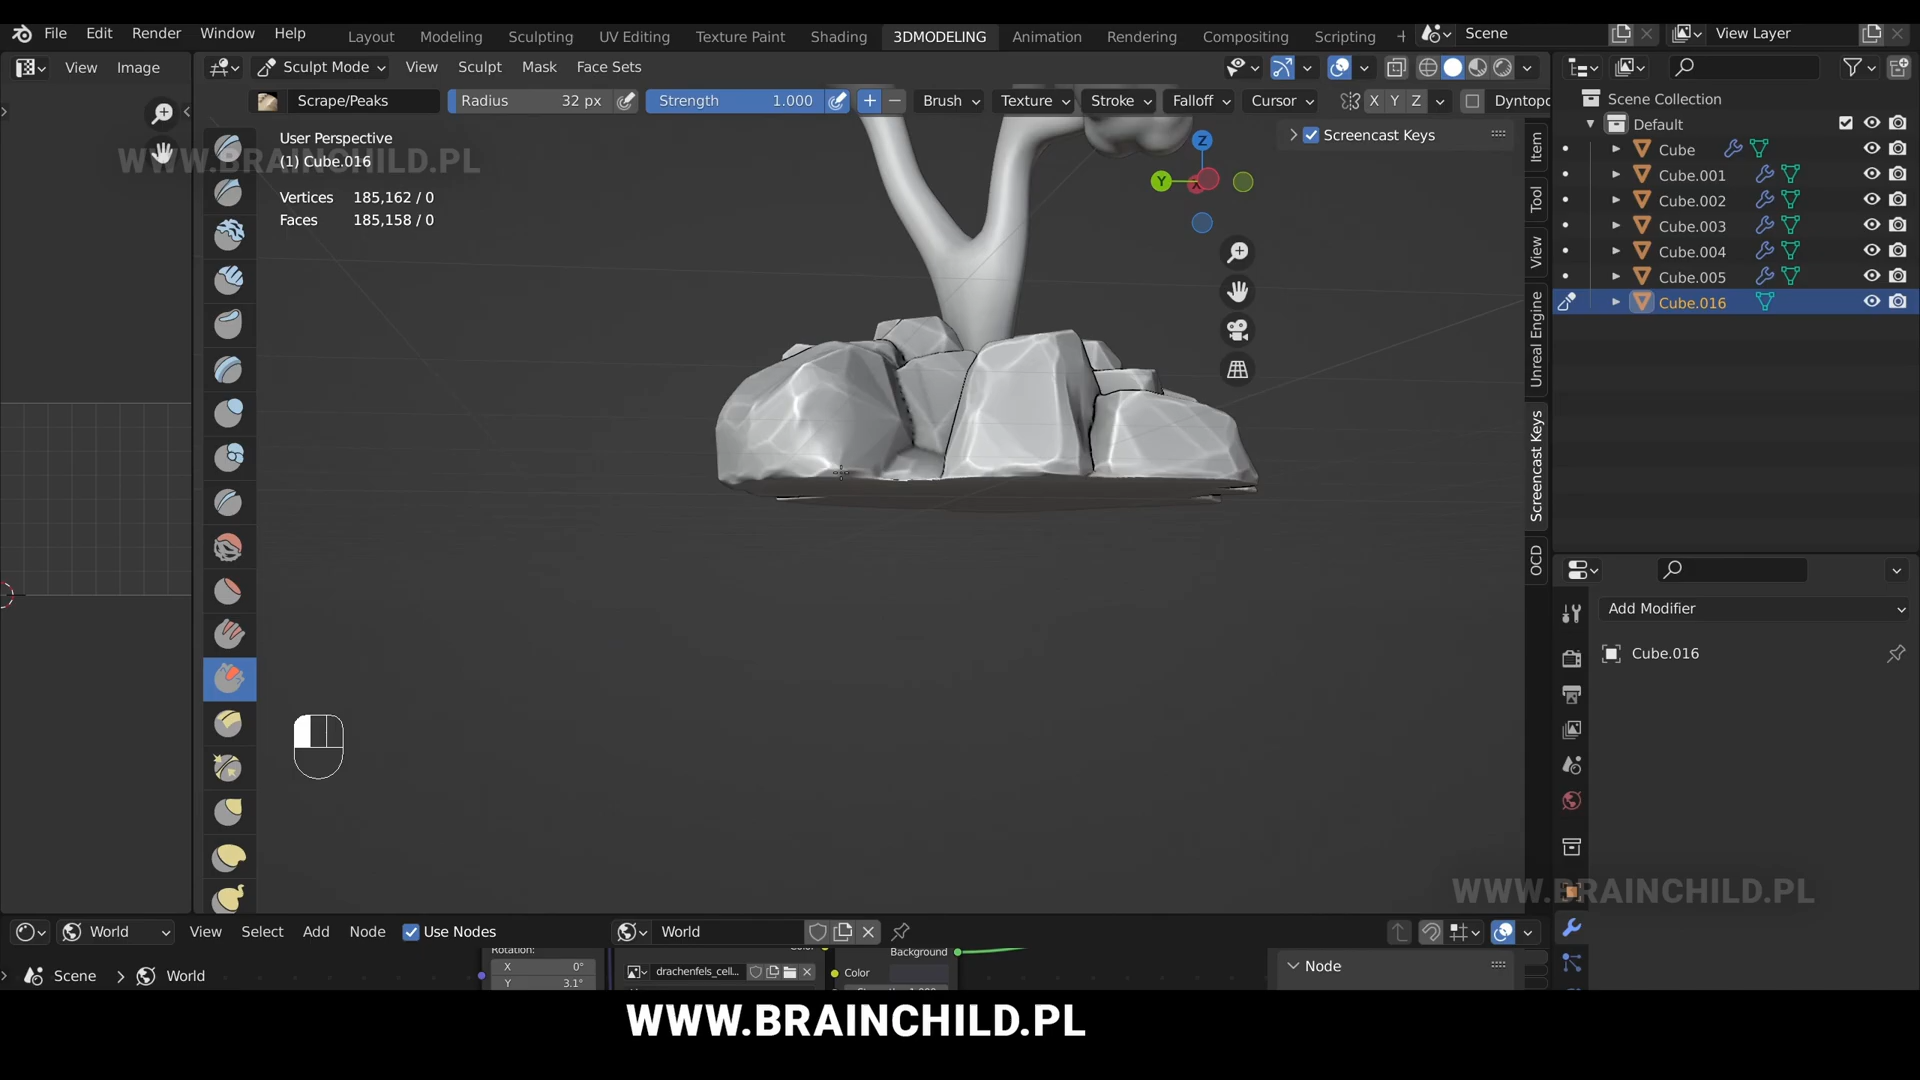 File Edit Render Window Help Layout Modeling Sculpting UV Editing Texture Paint Shading 3DMODELING Animation Rendering Compositing Scripting + Scene View Layer
View Image Sculpt Mode View Sculpt Mask Face Sets
Scrape/Peaks Radius 32 px Strength 1.000 Brush Texture Stroke Falloff Cursor X Y Z Dyntopo
Scene Collection
Default
Cube
Cube.001
Cube.002
Cube.003
Cube.004
Cube.005
Cube.016
User Perspective
(1) Cube.016
WWW.BRAINCHILD.PL
Vertices 185,162 / 0
Faces 185,158 / 0
Screencast Keys
Z
Y
X
Item
Tool
View
Unreal Engine
Screencast Keys
OCD
Add Modifier
Cube.016
WWW.BRAINCHILD.PL
World View Select Add Node Use Nodes World
Rotation:
X 0°
Y 3.1°
drachenfels_cell...
Background
Color
Node
Scene > World
WWW.BRAINCHILD.PL